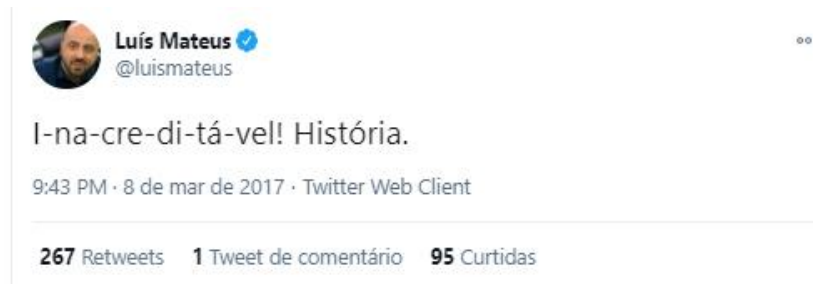 Luís Mateus
@luismateus
I-na-cre-di-tá-vel! História.
9:43 PM · 8 de mar de 2017 · Twitter Web Client
267 Retweets 1 Tweet de comentário 95 Curtidas